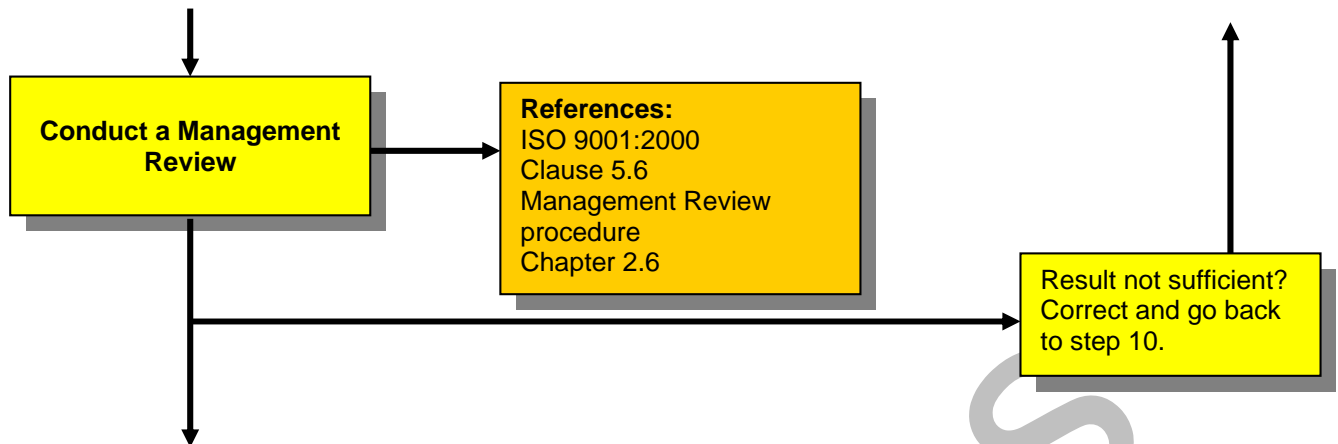 Conduct a Management
Review
References:
ISO 9001:2000
Clause 5.6
Management Review
procedure
Chapter 2.6
Result not sufficient?
Correct and go back
to step 10.